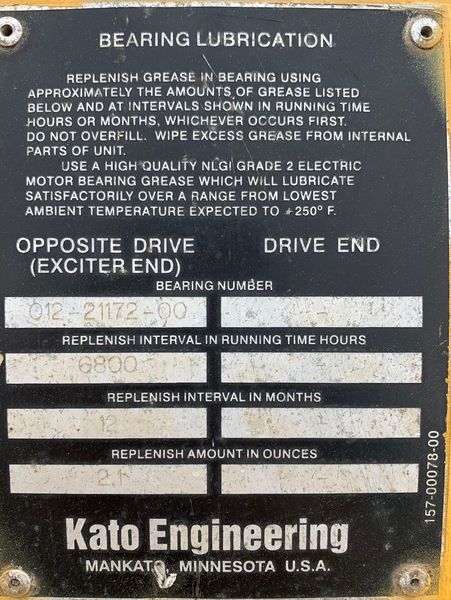 BEARING LUBRICATION
REPLENISH GREASE IN BEARING USING
APPROXIMATELY THE AMOUNTS, OF GREASE LISTED
BELOW AND AT INTERVALS SHOWN IN RUNNING TIME
HOURS OR MONTHS, WHICHEVER OCCURS FIRST.
DO NOT OVERFILL. WIPE EXCESS GREASE FROM INTERNAL
PARTS OF UNIT.
USE A HIGH QUALITY NLGI GRADE 2 ELECTRIC
MOTOR BEARING GREASE WHICH WILL LUBRICATE
SATISFACTORILY OVER A RANGE FROM LOWEST
AMBIENT TEMPERATURE EXPECTED TO +250° F.
OPPOSITE DRIVE DRIVE END
(EXCITER END)
BEARING NUMBER
012-21172-00 -
REPLENISH INTERVAL IN RUNNING TIME HOURS
6800 -
REPLENISH INTERVAL IN MONTHS
12 -
REPLENISH AMOUNT IN OUNCES
2.1 -
Kato Engineering
MANKATO, MINNESOTA U.S.A.
157-00078-00